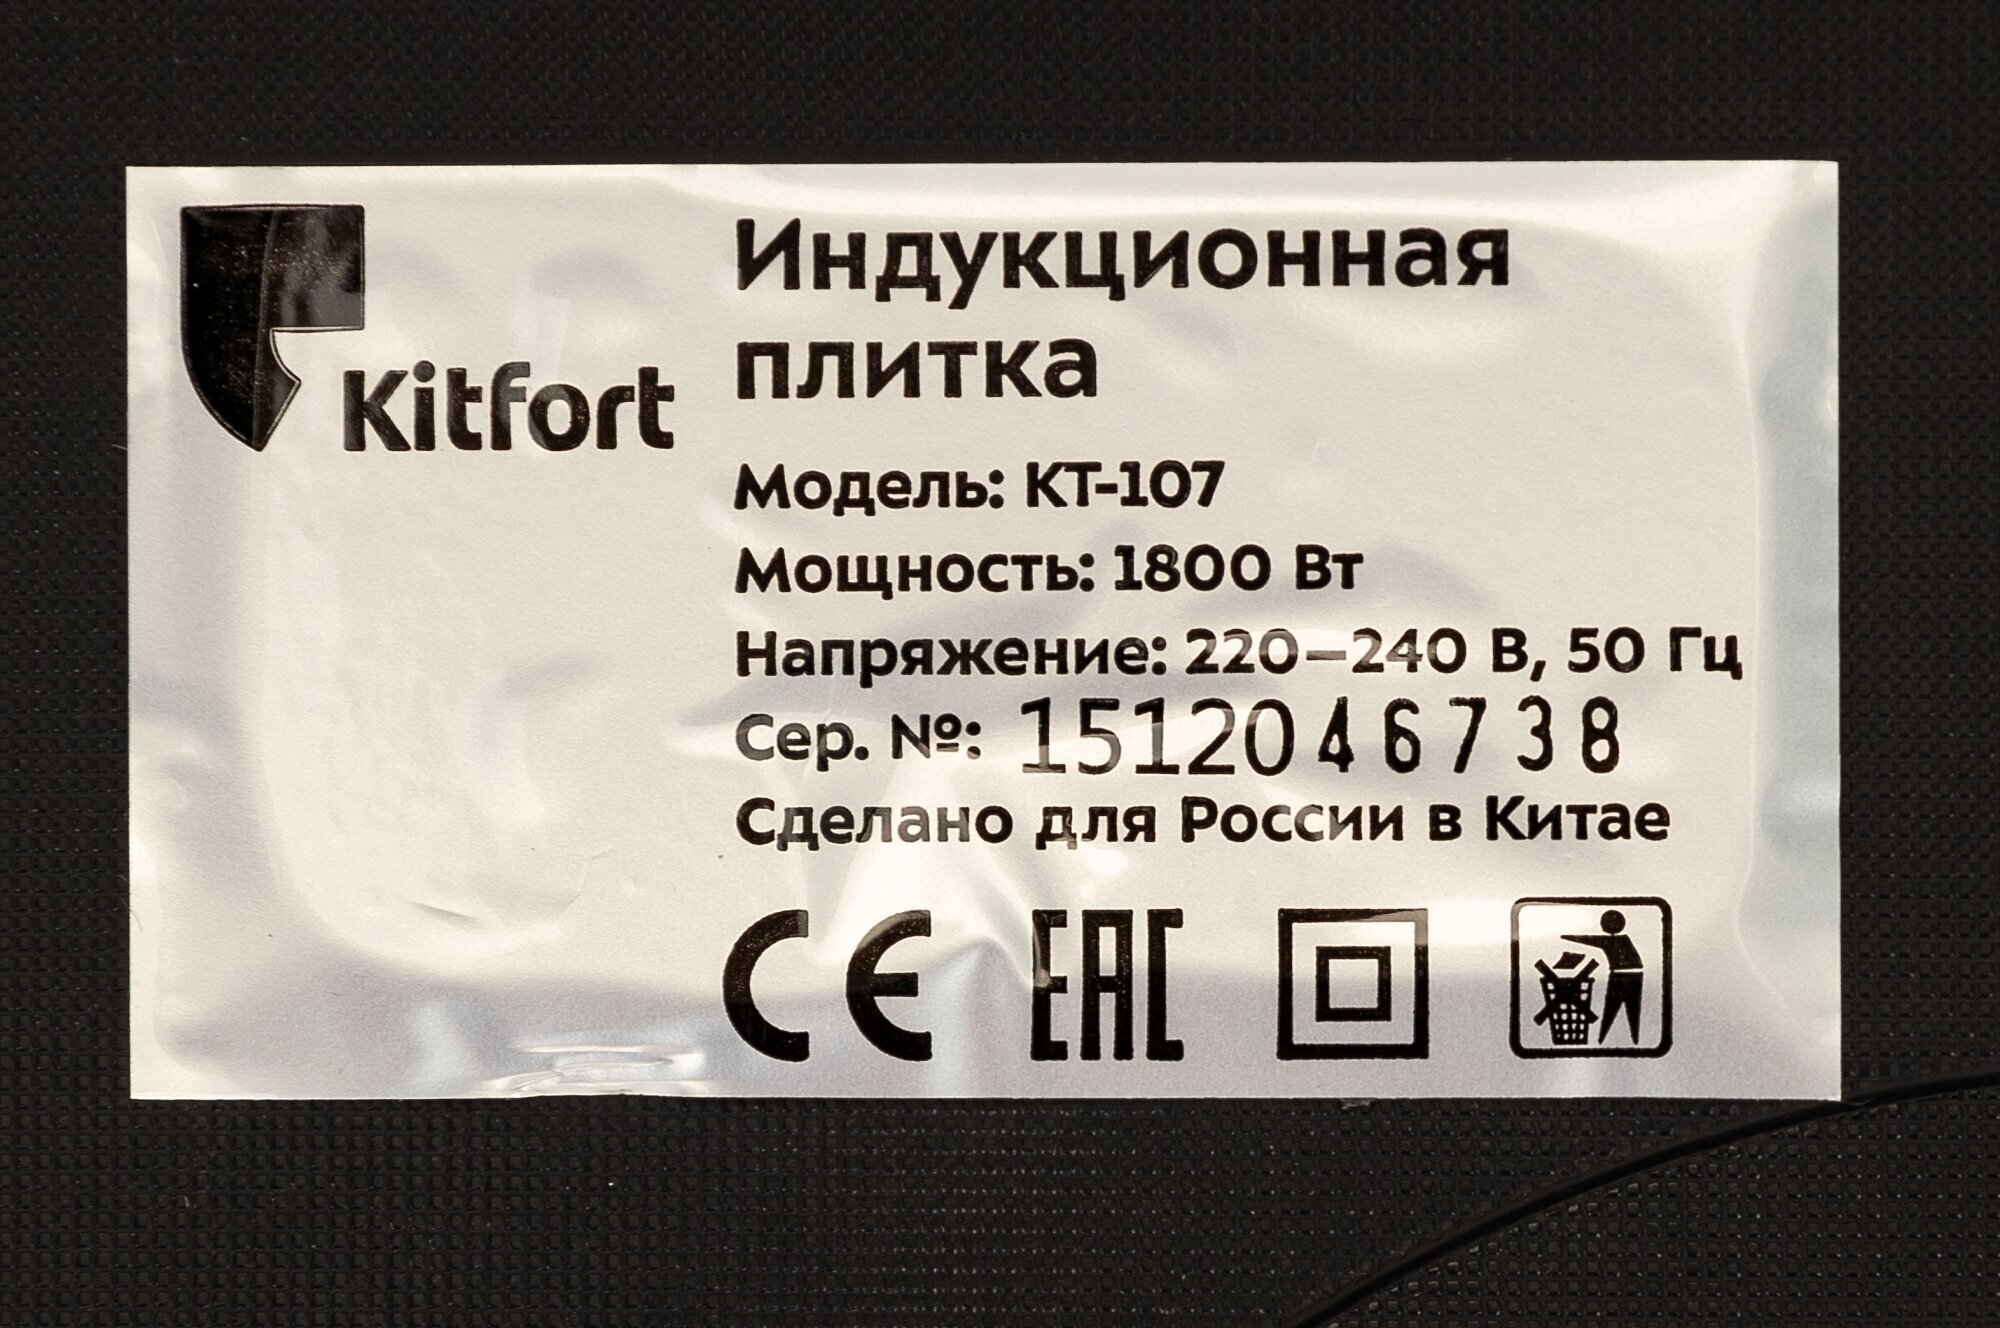 Kitfort
Индукционная
плитка
Модель: КТ-107
Мощность: 1800 Вт
Напряжение: 220–240 В, 50 Гц
Сер. №: 1512046738
Сделано для России в Китае
CE EAC